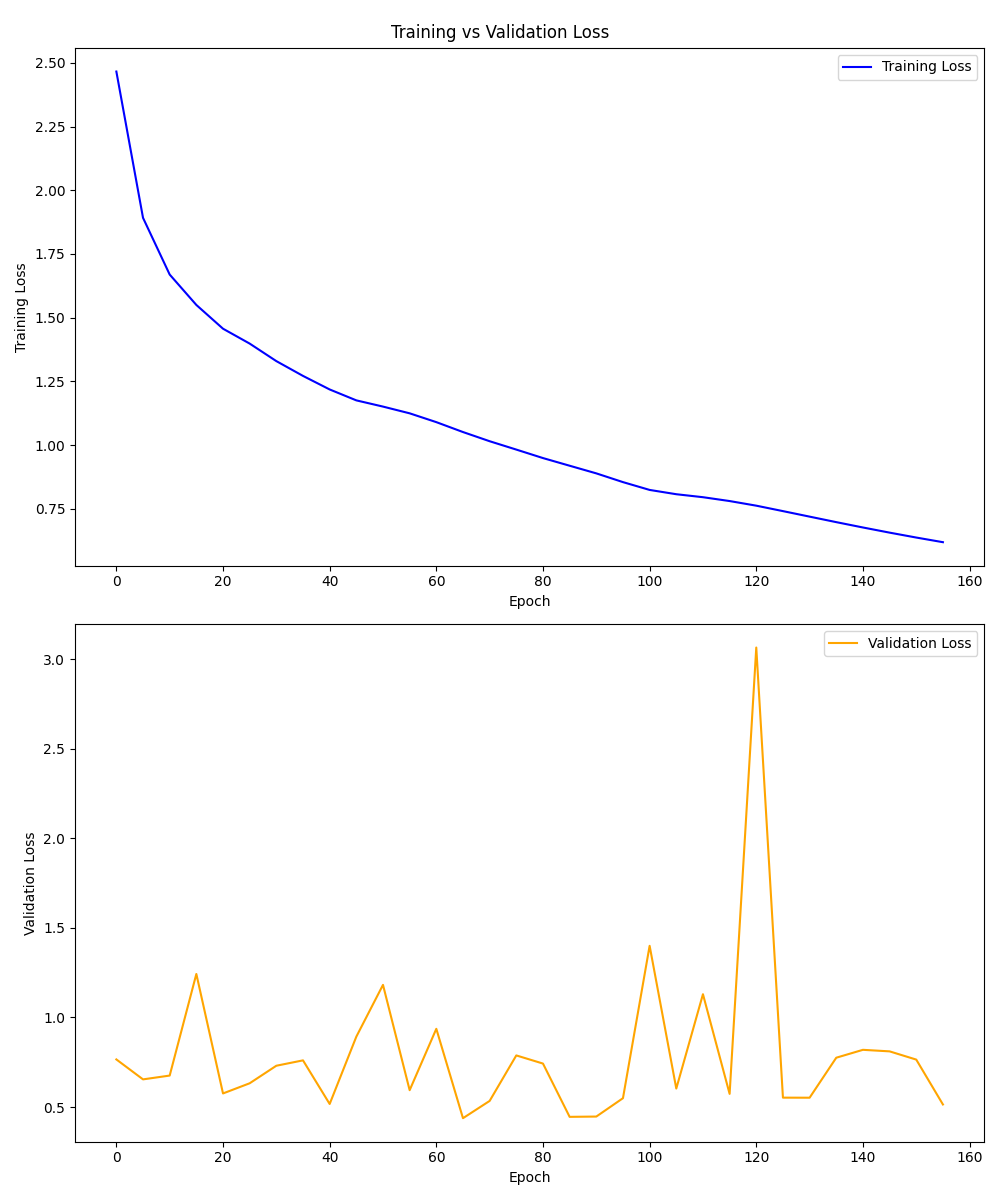 Training vs Validation Loss
Training Loss
2.50
2.25
2.00
1.75
1.50
1.25
1.00
0.75
Training Loss
0 20 40 60 80 100 120 140 160
Epoch
Validation Loss
3.0
2.5
2.0
1.5
1.0
0.5
Validation Loss
0 20 40 60 80 100 120 140 160
Epoch